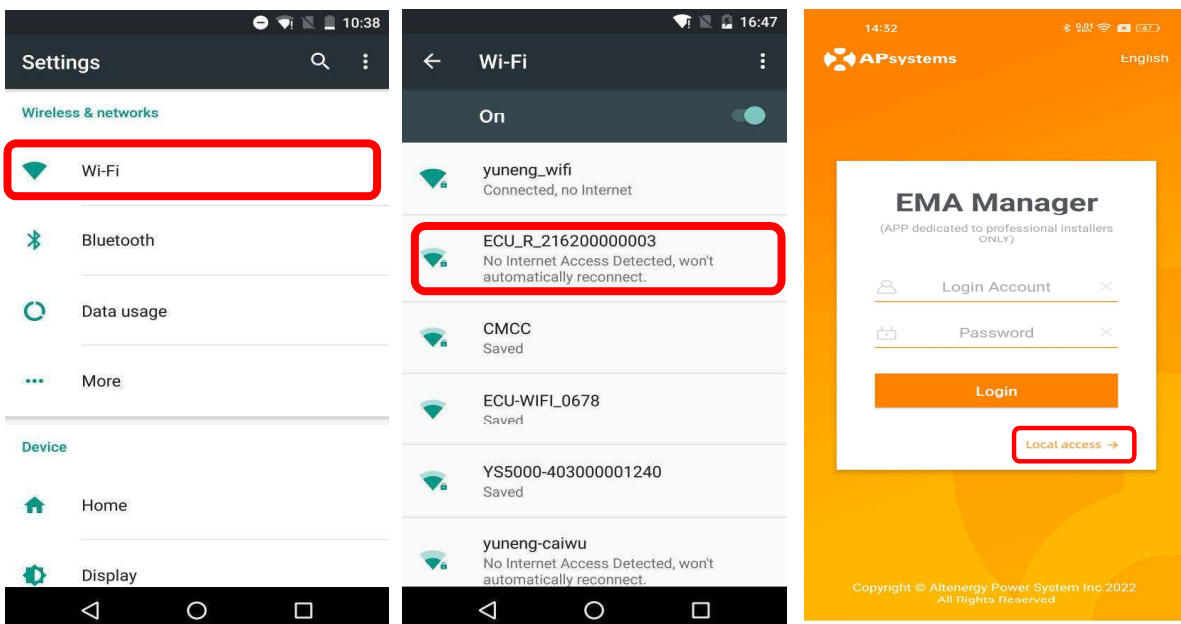 10:38
Settings
Wireless & networks
Wi-Fi
Bluetooth
Data usage
More
Device
Home
Display
16:47
Wi-Fi
On
yuneng_wifi
Connected, no Internet
ECU_R_216200000003
No Internet Access Detected, won't
automatically reconnect.
CMCC
Saved
ECU-WIFI_0678
Saved
YS5000-403000001240
Saved
yuneng-caiwu
No Internet Access Detected, won't
automatically reconnect.
14:32
APsystems
English
EMA Manager
(APP dedicated to professional installers
ONLY)
Login Account
Password
Login
Local access →
Copyright © Altenergy Power System Inc.2022
All Rights Reserved